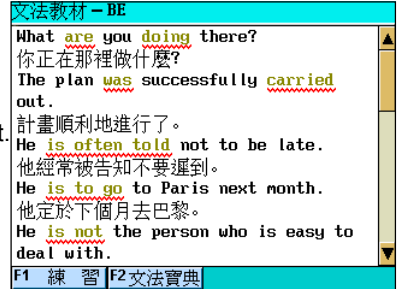 文法教材－BE
What are you doing there?
你正在那裡做什麼?
The plan was successfully carried
out.
計畫順利地進行了。
He is often told not to be late.
他經常被告知不要遲到。
He is to go to Paris next month.
他定於下個月去巴黎。
He is not the person who is easy to
deal with.
F1 練 習 F2 文法寶典